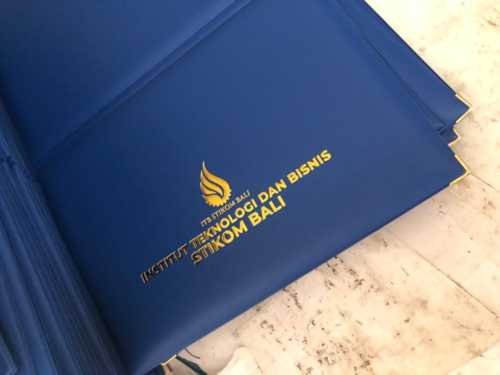 ITB STIKOM BALI
INSTITUT TEKNOLOGI DAN BISNIS
STIKOM BALI